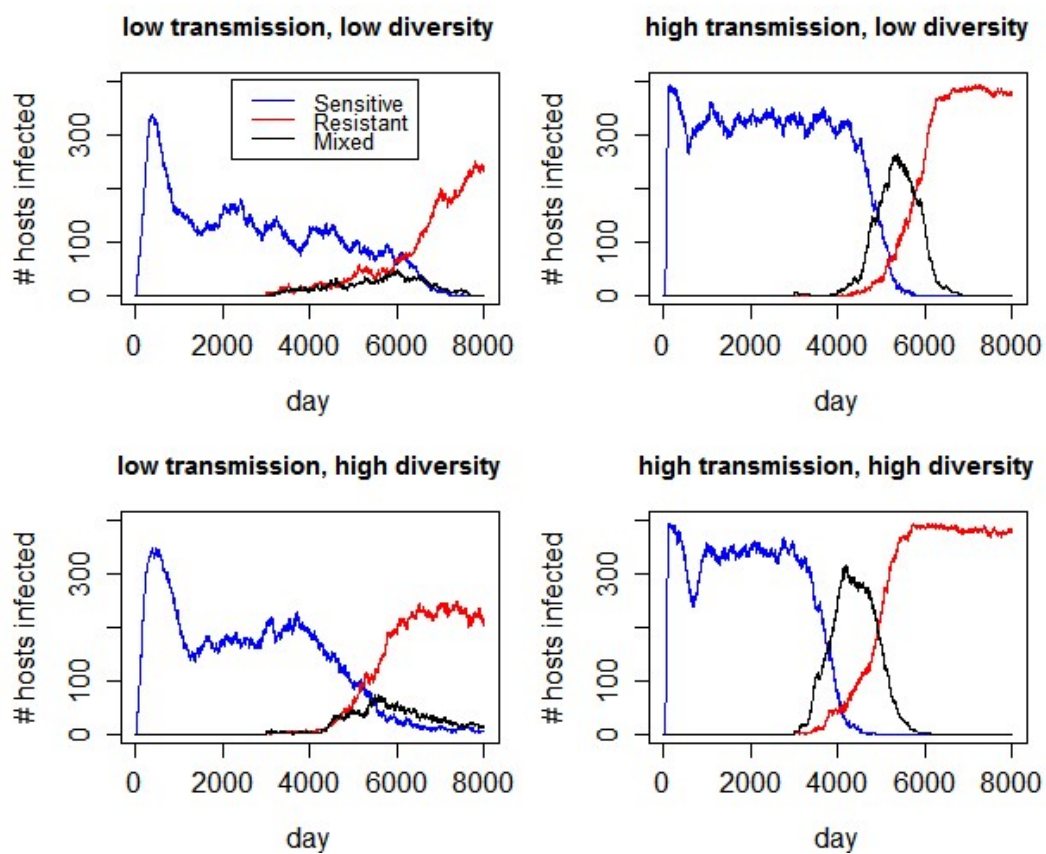 low transmission, low diversity
# hosts infected
0 100 300
Sensitive
Resistant
Mixed
0 2000 4000 6000 8000
day
high transmission, low diversity
# hosts infected
0 100 300
0 2000 4000 6000 8000
day
low transmission, high diversity
# hosts infected
0 100 300
0 2000 4000 6000 8000
day
high transmission, high diversity
# hosts infected
0 100 300
0 2000 4000 6000 8000
day